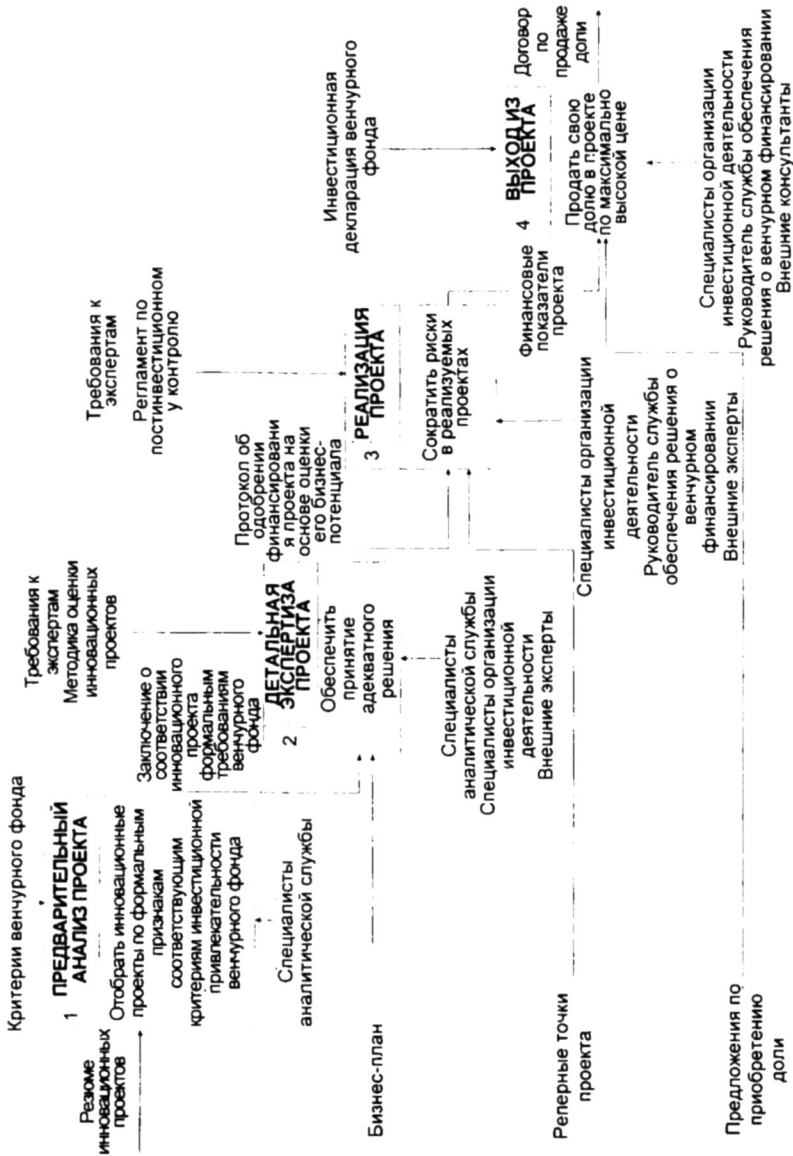 Критерии венчурного фонда
Резюме
инновационных
проектов
1 ПРЕДВАРИТЕЛЬНЫЙ
АНАЛИЗ ПРОЕКТА
Отобрать инновационные
проекты по формальным
признакам
соответствующим
критериям инвестиционной
привлекательности
венчурного фонда
Специалисты
аналитической службы
Требования к
экспертам
Методика оценки
инновационных
проектов
Заключение о
соответствии
инновационного
проекта
формальным
требованиям
венчурного
фонда
2 ДЕТАЛЬНАЯ
ЭКСПЕРТИЗА
ПРОЕКТА
Обеспечить
принятие
адекватного
решения
Бизнес-план
Специалисты
аналитической службы
Специалисты организации
инвестиционной
деятельности
Внешние эксперты
Требования к
экспертам
Регламент по
постинвестиционном
у контролю
Протокол об
одобрении
финансировани
я проекта на
основе оценки
его бизнес-
потенциала
3 РЕАЛИЗАЦИЯ
ПРОЕКТА
Сократить риски
в реализуемых
проектах
Реперные точки
проекта
Специалисты организации
инвестиционной
деятельности
Руководитель службы
обеспечения решения о
венчурном
финансировании
Внешние эксперты
Инвестиционная
декларация венчурного
фонда
Финансовые
показатели
проекта
4 ВЫХОД ИЗ
ПРОЕКТА
Продать свою
долю в проекте
по максимально
высокой цене
Договор
по
продаже
доли
Предложения по
приобретению
доли
Специалисты организации
инвестиционной деятельности
Руководитель службы обеспечения
решения о венчурном финансировании
Внешние консультанты